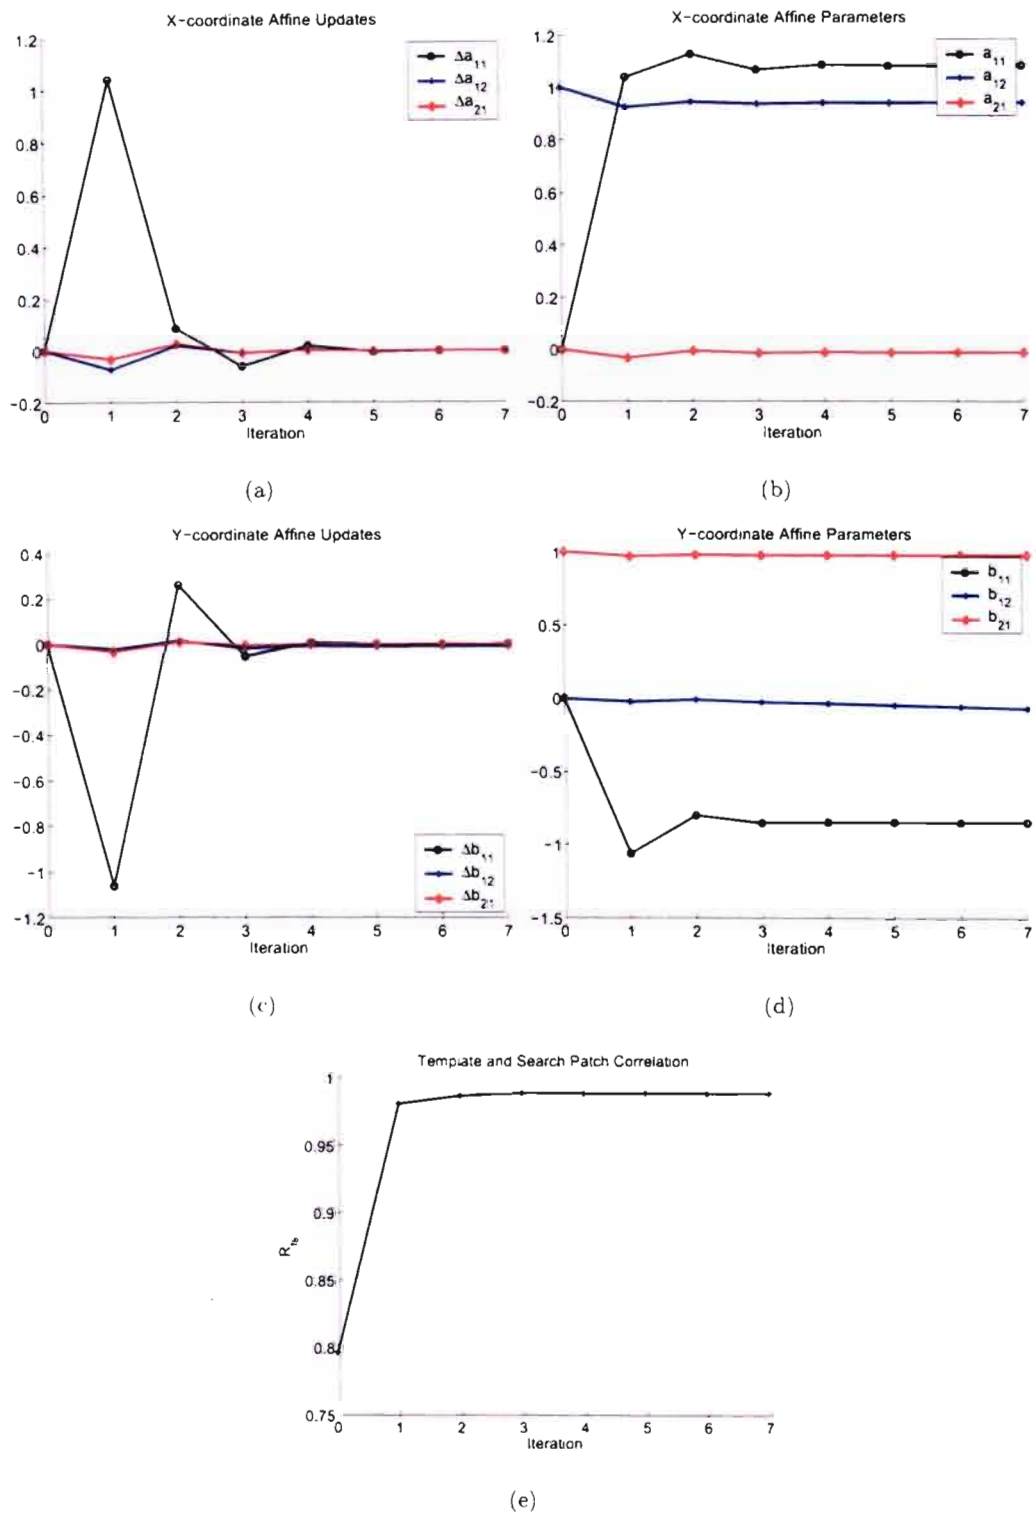 X-coordinate Affine Updates
1.2
1
0.8
0.6
0.4
0.2
0
-0.2
Δa11
Δa12
Δa21
0 1 2 3 4 5 6 7
Iteration
(a)
X-coordinate Affine Parameters
1.2
1
0.8
0.6
0.4
0.2
0
-0.2
a11
a12
a21
0 1 2 3 4 5 6 7
Iteration
(b)
Y-coordinate Affine Updates
0.4
0.2
0
-0.2
-0.4
-0.6
-0.8
-1
-1.2
Δb11
Δb12
Δb21
0 1 2 3 4 5 6 7
Iteration
(c)
Y-coordinate Affine Parameters
1
0.5
0
-0.5
-1
-1.5
b11
b12
b21
0 1 2 3 4 5 6 7
Iteration
(d)
Template and Search Patch Correlation
1
0.95
0.9
0.85
0.8
0.75
R
0 1 2 3 4 5 6 7
Iteration
(e)